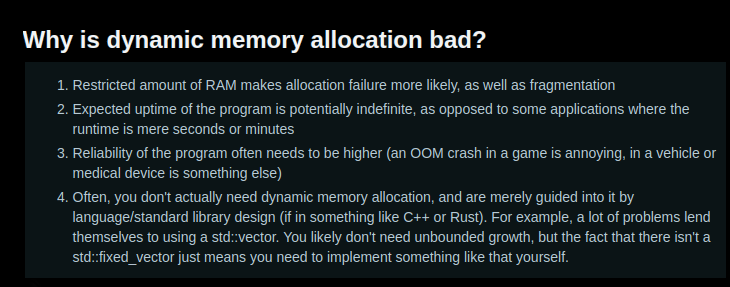 Why is dynamic memory allocation bad?
1. Restricted amount of RAM makes allocation failure more likely, as well as fragmentation
2. Expected uptime of the program is potentially indefinite, as opposed to some applications where the
runtime is mere seconds or minutes
3. Reliability of the program often needs to be higher (an OOM crash in a game is annoying, in a vehicle or
medical device is something else)
4. Often, you don't actually need dynamic memory allocation, and are merely guided into it by
language/standard library design (if in something like C++ or Rust). For example, a lot of problems lend
themselves to using a std::vector. You likely don't need unbounded growth, but the fact that there isn't a
std::fixed_vector just means you need to implement something like that yourself.